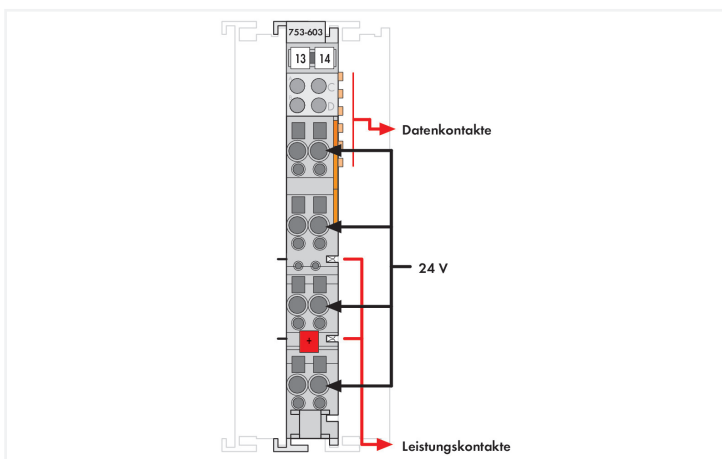 753-603
13 14
C
D
Datenkontakte
24 V
+
Leistungskontakte